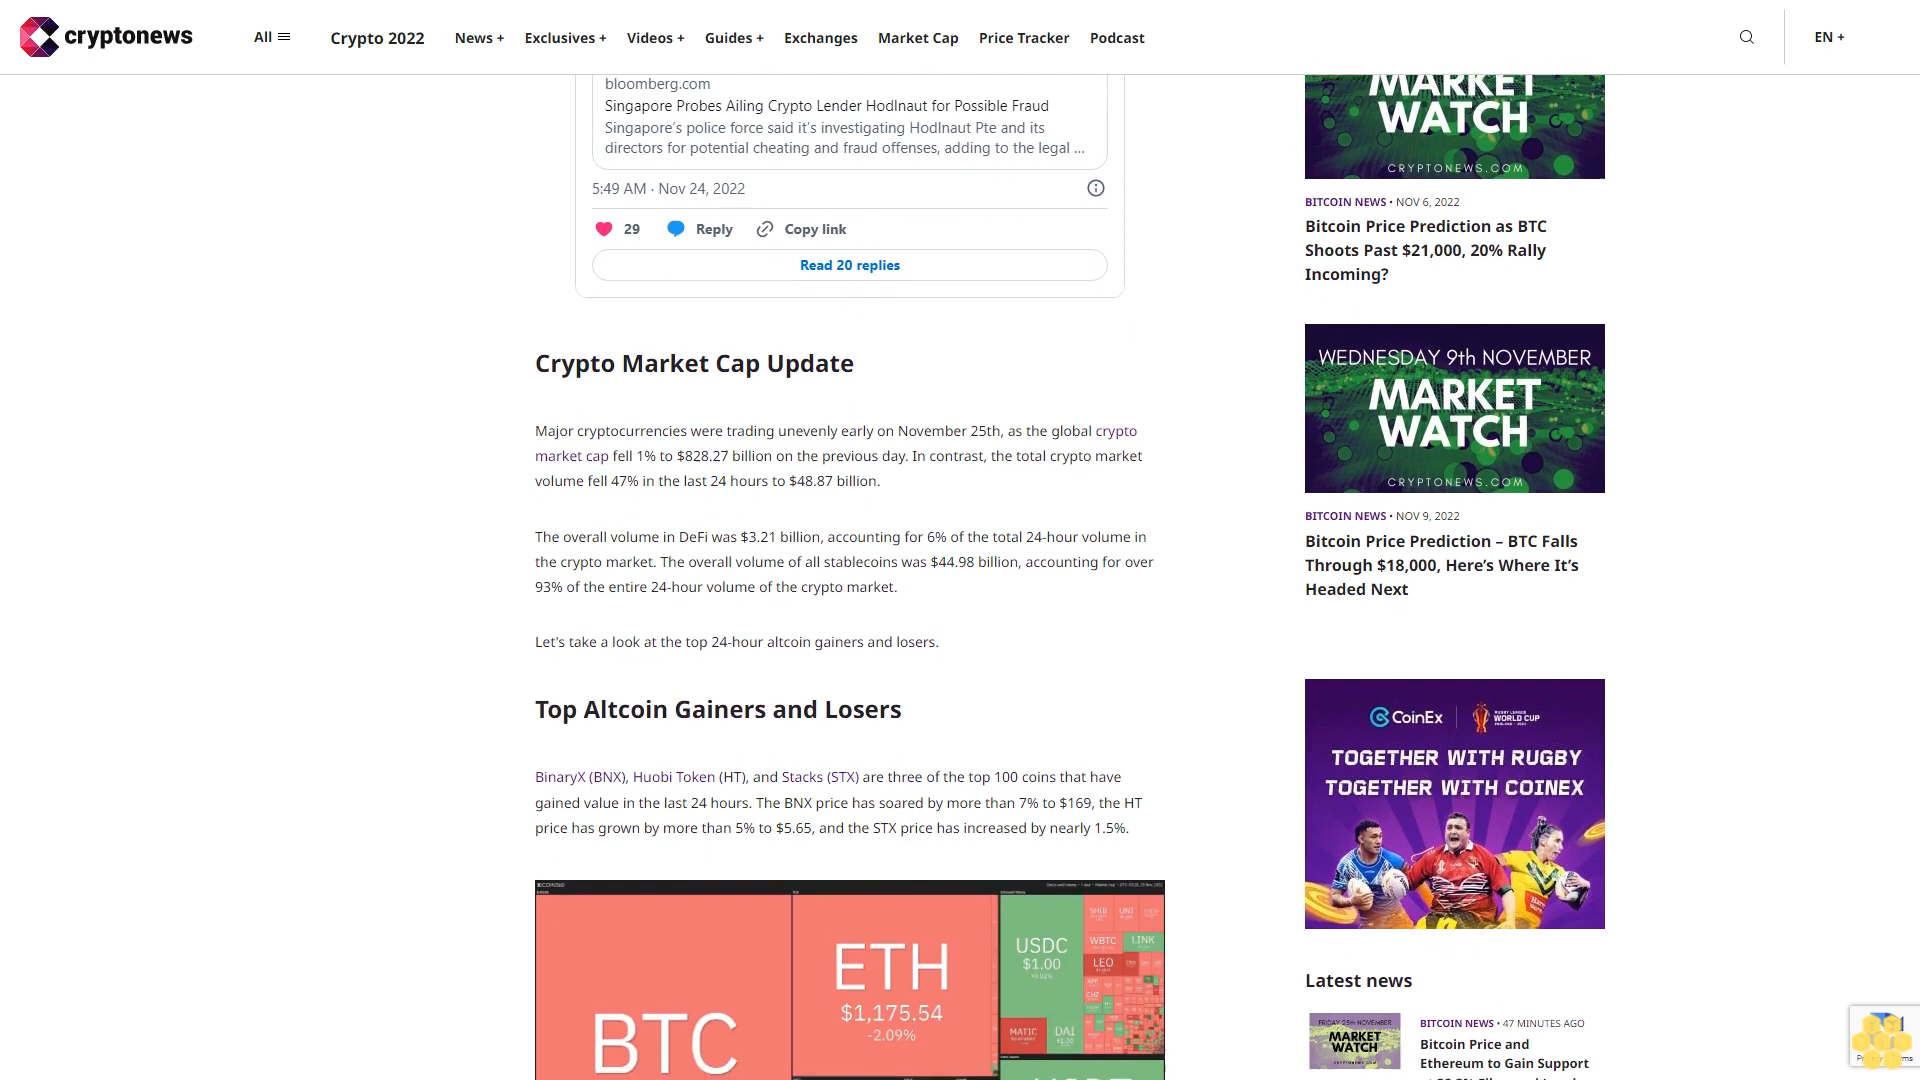 cryptonews
All
Crypto 2022
News +
Exclusives +
Videos +
Guides +
Exchanges
Market Cap
Price Tracker
Podcast
EN +
bloomberg.com
Singapore Probes Ailing Crypto Lender Hodlnaut for Possible Fraud
Singapore’s police force said it’s investigating Hodlnaut Pte and its
directors for potential cheating and fraud offenses, adding to the legal ...
5:49 AM · Nov 24, 2022
29
Reply
Copy link
Read 20 replies
Crypto Market Cap Update
Major cryptocurrencies were trading unevenly early on November 25th, as the global crypto
market cap fell 1% to $828.27 billion on the previous day. In contrast, the total crypto market
volume fell 47% in the last 24 hours to $48.87 billion.
The overall volume in DeFi was $3.21 billion, accounting for 6% of the total 24-hour volume in
the crypto market. The overall volume of all stablecoins was $44.98 billion, accounting for over
93% of the entire 24-hour volume of the crypto market.
Let's take a look at the top 24-hour altcoin gainers and losers.
Top Altcoin Gainers and Losers
BinaryX (BNX), Huobi Token (HT), and Stacks (STX) are three of the top 100 coins that have
gained value in the last 24 hours. The BNX price has soared by more than 7% to $169, the HT
price has grown by more than 5% to $5.65, and the STX price has increased by nearly 1.5%.
COIN360
BTC
ETH
$1,175.54
-2.09%
USDC
$1.00
+0.02%
SHIB
UNI
WBTC
LINK
LEO
MATIC
DAI
$1.00
MARKET
WATCH
CRYPTONEWS.COM
BITCOIN NEWS • NOV 6, 2022
Bitcoin Price Prediction as BTC
Shoots Past $21,000, 20% Rally
Incoming?
WEDNESDAY 9th NOVEMBER
MARKET
WATCH
CRYPTONEWS.COM
BITCOIN NEWS • NOV 9, 2022
Bitcoin Price Prediction – BTC Falls
Through $18,000, Here’s Where It’s
Headed Next
CoinEx
RUGBY LEAGUE
WORLD CUP
TOGETHER WITH RUGBY
TOGETHER WITH COINEX
Latest news
FRIDAY 25th NOVEMBER
MARKET
WATCH
CRYPTONEWS.COM
BITCOIN NEWS • 47 MINUTES AGO
Bitcoin Price and
Ethereum to Gain Support